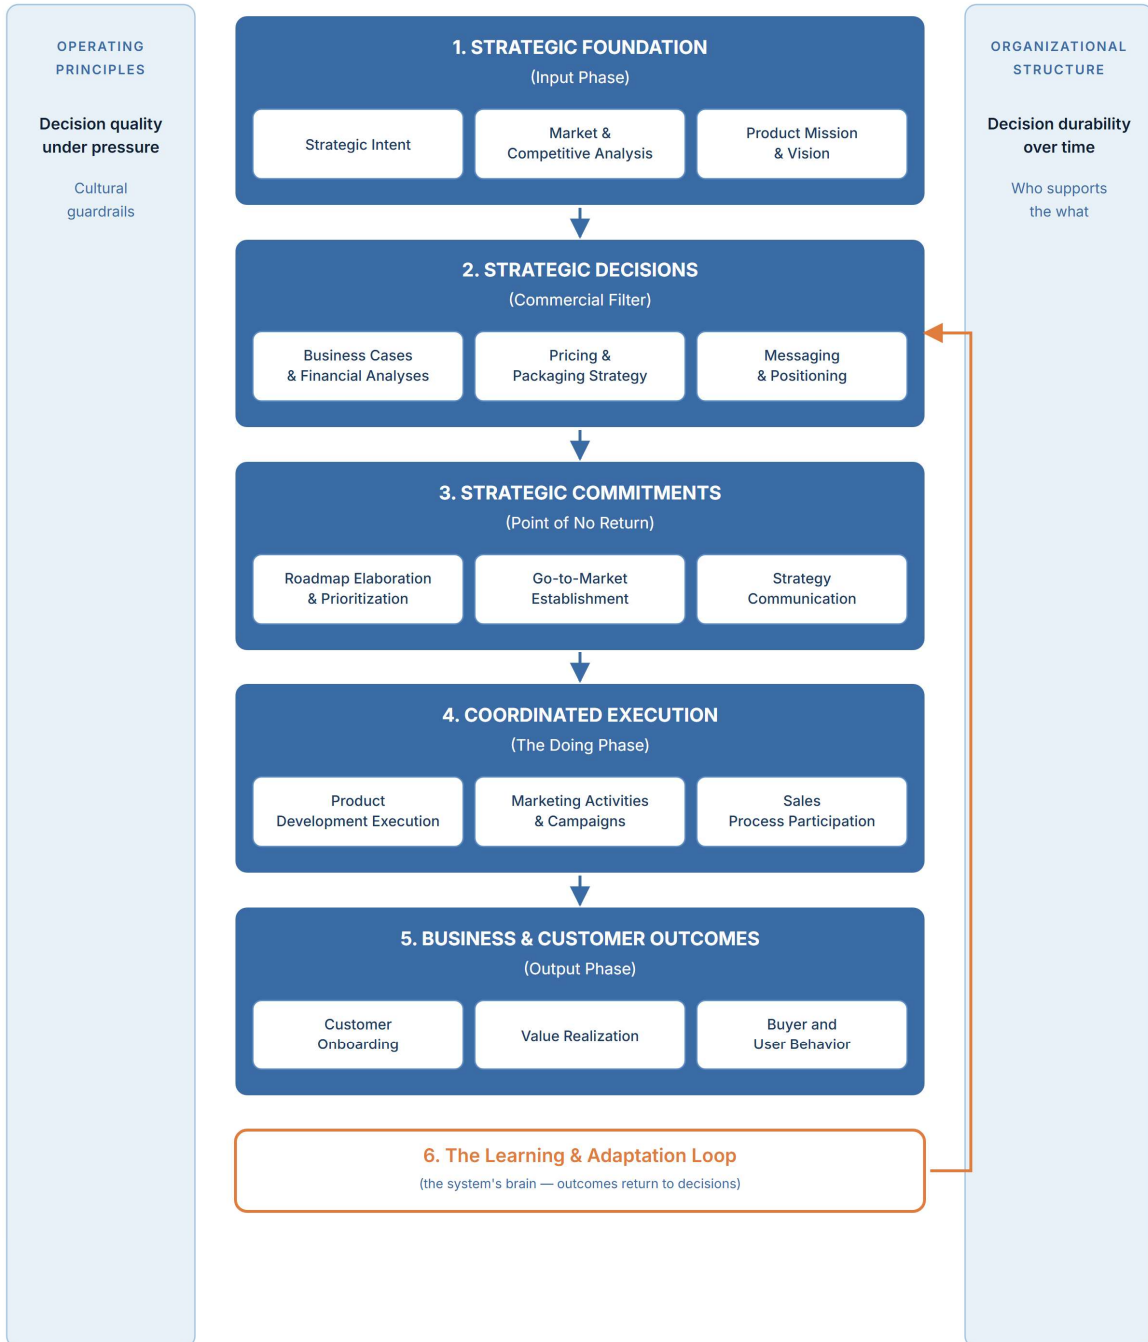 OPERATING
PRINCIPLES
Decision quality
under pressure
Cultural
guardrails
1. STRATEGIC FOUNDATION
(Input Phase)
Strategic Intent
Market &
Competitive Analysis
Product Mission
& Vision
2. STRATEGIC DECISIONS
(Commercial Filter)
Business Cases
& Financial Analyses
Pricing &
Packaging Strategy
Messaging
& Positioning
3. STRATEGIC COMMITMENTS
(Point of No Return)
Roadmap Elaboration
& Prioritization
Go-to-Market
Establishment
Strategy
Communication
4. COORDINATED EXECUTION
(The Doing Phase)
Product
Development Execution
Marketing Activities
& Campaigns
Sales
Process Participation
5. BUSINESS & CUSTOMER OUTCOMES
(Output Phase)
Customer
Onboarding
Value Realization
Buyer and
User Behavior
6. The Learning & Adaptation Loop
(the system's brain — outcomes return to decisions)
ORGANIZATIONAL
STRUCTURE
Decision durability
over time
Who supports
the what